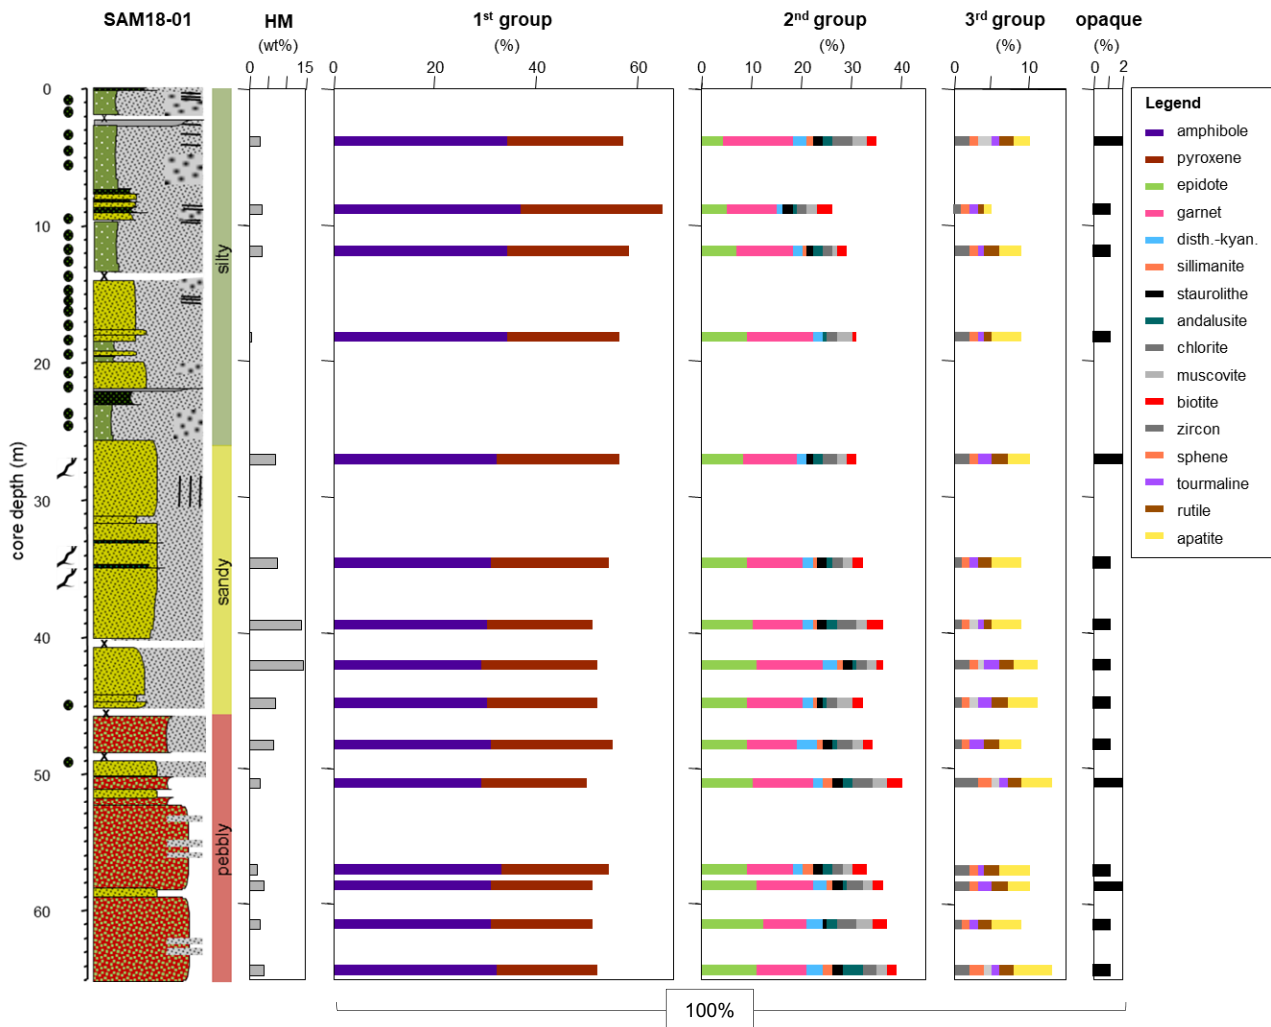 SAM18-01 HM 1st group 2nd group 3rd group opaque
(wt%) (%) (%) (%) (%)
0 15 0 20 40 60 0 10 20 30 40 0 10 0 2
0
10
20
30
40
50
60
core depth (m)
silty
sandy
pebbly
x
x
x
x
x
Legend
amphibole
pyroxene
epidote
garnet
disth.-kyan.
sillimanite
staurolithe
andalusite
chlorite
muscovite
biotite
zircon
sphene
tourmaline
rutile
apatite
100%